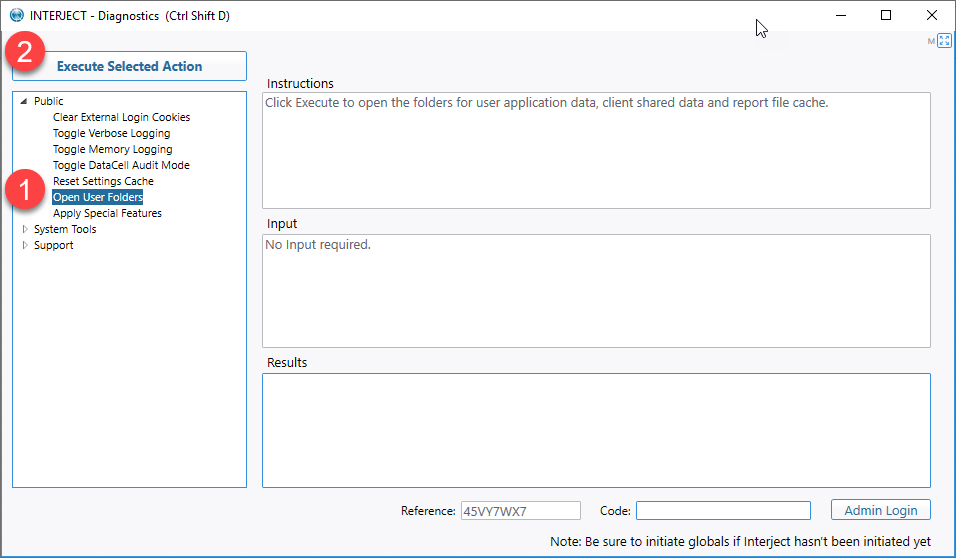 INTERJECT - Diagnostics (Ctrl Shift D)
M
2
Execute Selected Action
Public
Clear External Login Cookies
Toggle Verbose Logging
Toggle Memory Logging
Toggle DataCell Audit Mode
Reset Settings Cache
1
Open User Folders
Apply Special Features
System Tools
Support
Instructions
Click Execute to open the folders for user application data, client shared data and report file cache.
Input
No Input required.
Results
Reference: 45VY7WX7 Code: Admin Login
Note: Be sure to initiate globals if Interject hasn't been initiated yet